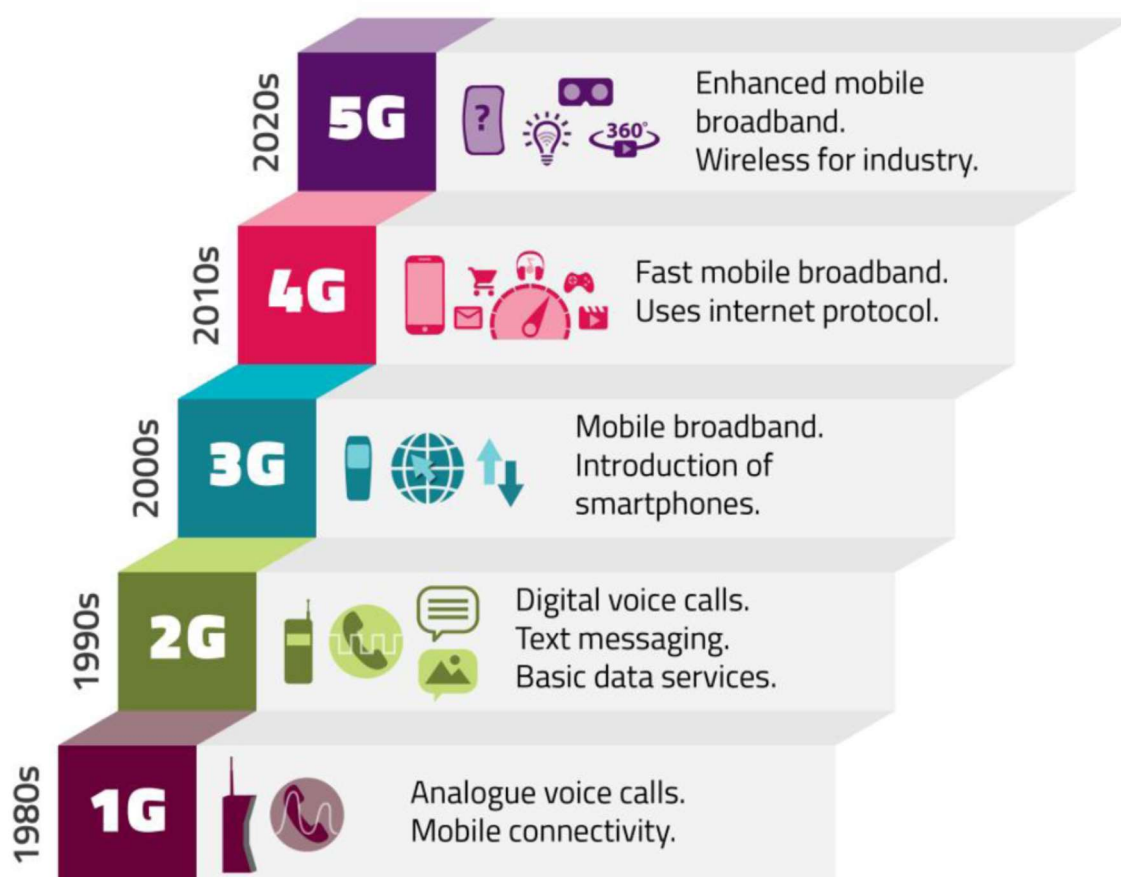 2020s
5G
?
360°
Enhanced mobile
broadband.
Wireless for industry.
2010s
4G
Fast mobile broadband.
Uses internet protocol.
2000s
3G
Mobile broadband.
Introduction of
smartphones.
1990s
2G
Digital voice calls.
Text messaging.
Basic data services.
1980s
1G
Analogue voice calls.
Mobile connectivity.